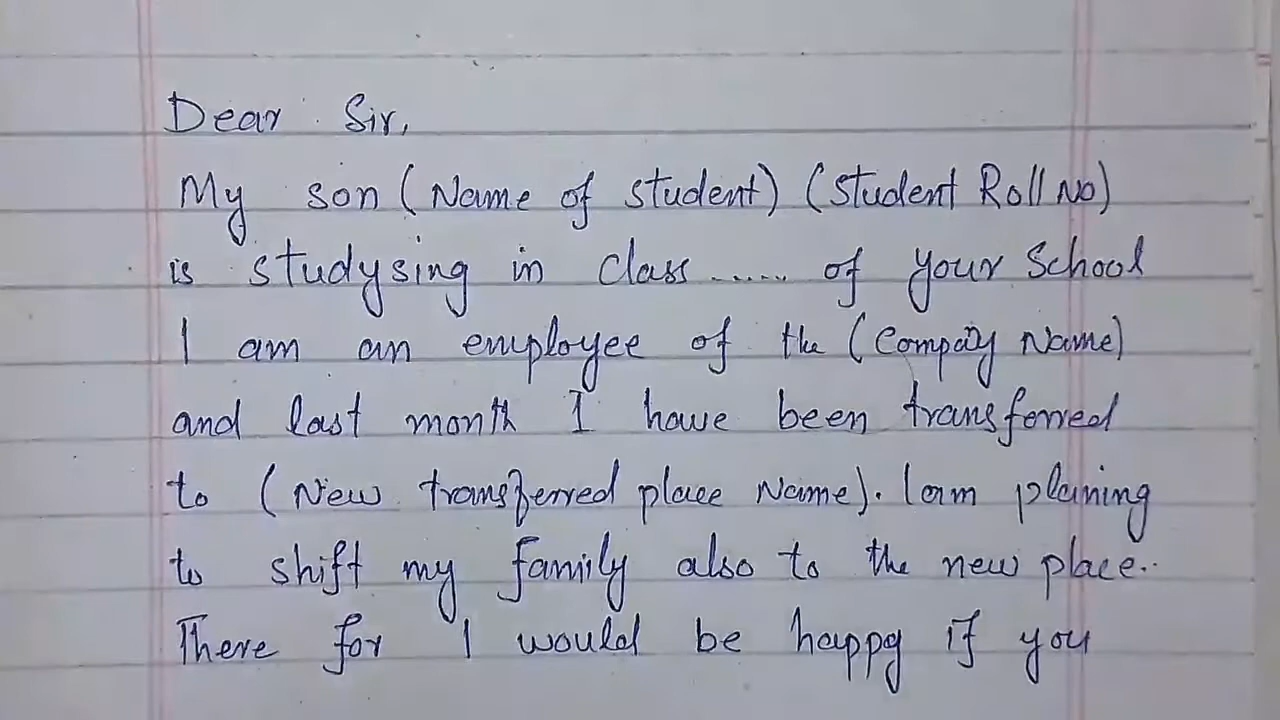 Dear Sir,
My son (Name of student) (Student Roll No)
is studysing in class ...... of your School
I am an employee of the (Company Name)
and last month I have been transferred
to (New transferred place Name). I am planing
to shift my family also to the new place..
There for I would be happy if you